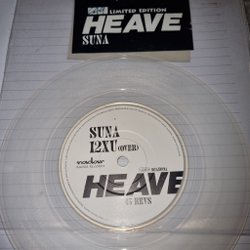 LIMITED EDITION
HEAVE
SUNA
SUNA
12XU (OVER)
HEAVE
45 REVS